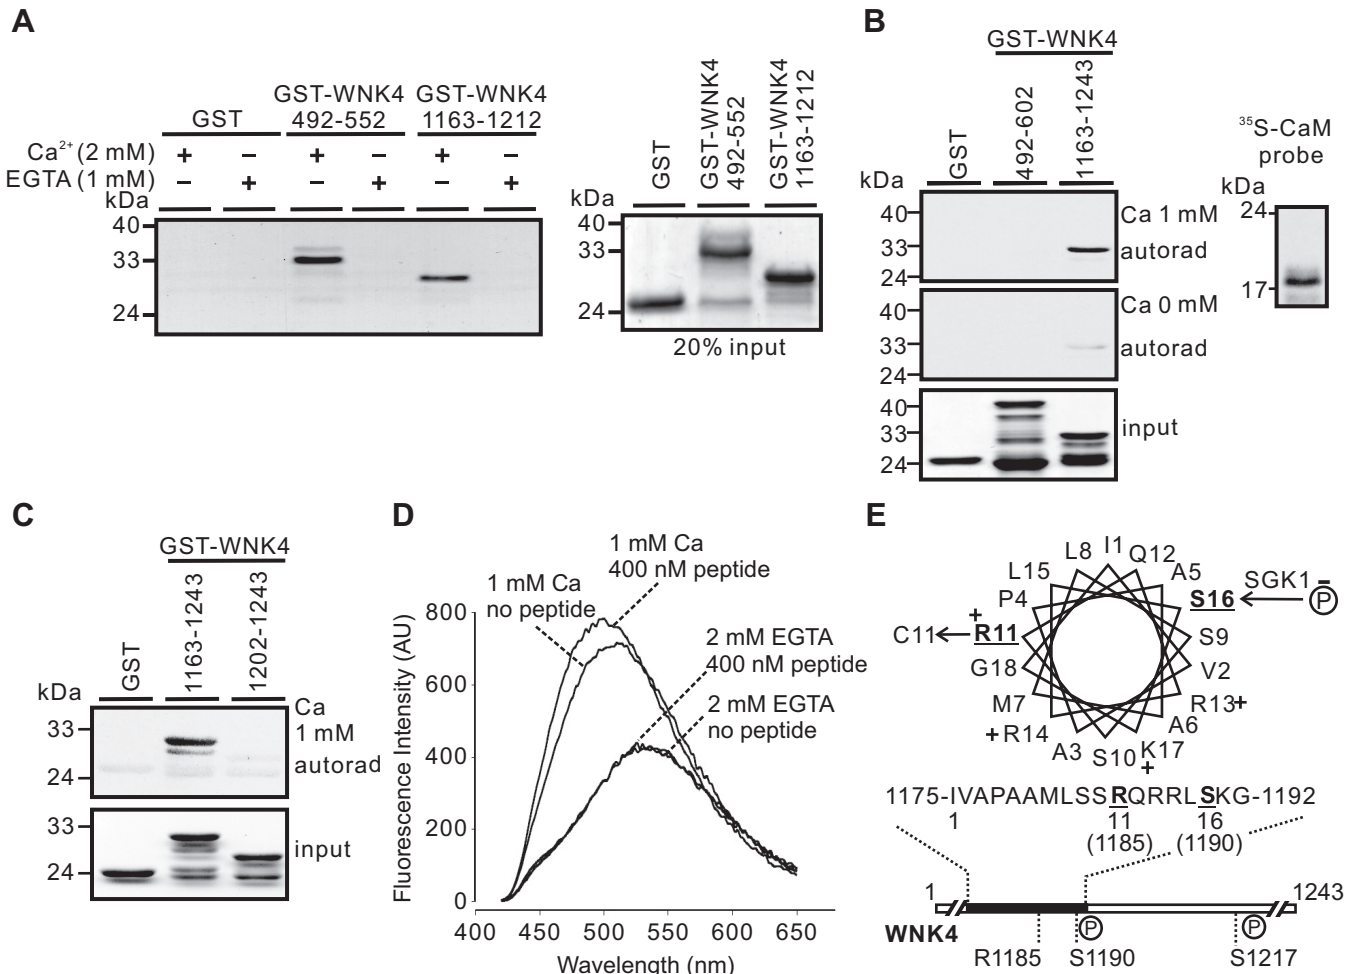 A
GST
GST-WNK4
492-552
GST-WNK4
1163-1212
Ca2+ (2 mM) + – + – + –
EGTA (1 mM) – + – + – +
kDa
40
33
24
GST
GST-WNK4
492-552
GST-WNK4
1163-1212
kDa
40
33
24
20% input
B
GST-WNK4
GST
492-602
1163-1243
kDa
40
33
24
Ca 1 mM
autorad
40
33
24
Ca 0 mM
autorad
40
33
24
input
35S-CaM
probe
kDa
24
17
C
GST-WNK4
GST
1163-1243
1202-1243
kDa
33
24
Ca
1 mM
autorad
33
24
input
D
1 mM Ca
400 nM peptide
1 mM Ca
no peptide
2 mM EGTA
400 nM peptide
2 mM EGTA
no peptide
Fluorescence Intensity (AU)
800
600
400
200
0
400 450 500 550 600 650
Wavelength (nm)
E
I1
L8
Q12
L15
A5
P4
S16
SGK1
–
P
+
C11
R11
S9
G18
V2
M7
R13+
+R14
A6
A3
S10
K17
+
1175-IVAPAAMLSSRQRRLSKG-1192
1 11 16
(1185) (1190)
1 1243
WNK4
P
P
R1185 S1190 S1217